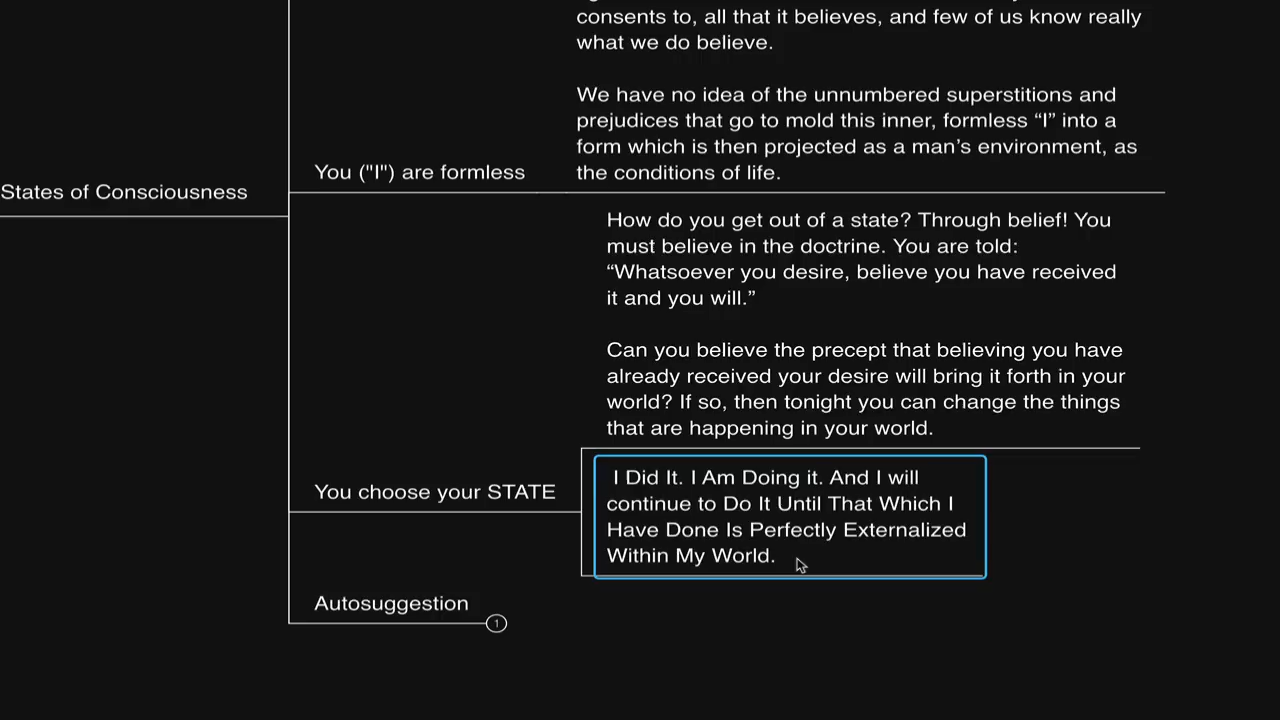 consents to, all that it believes, and few of us know really
what we do believe.
We have no idea of the unnumbered superstitions and
prejudices that go to mold this inner, formless “I” into a
form which is then projected as a man’s environment, as
the conditions of life.
You ("I") are formless
States of Consciousness
How do you get out of a state? Through belief! You
must believe in the doctrine. You are told:
“Whatsoever you desire, believe you have received
it and you will.”
Can you believe the precept that believing you have
already received your desire will bring it forth in your
world? If so, then tonight you can change the things
that are happening in your world.
You choose your STATE
I Did It. I Am Doing it. And I will
continue to Do It Until That Which I
Have Done Is Perfectly Externalized
Within My World.
Autosuggestion
1